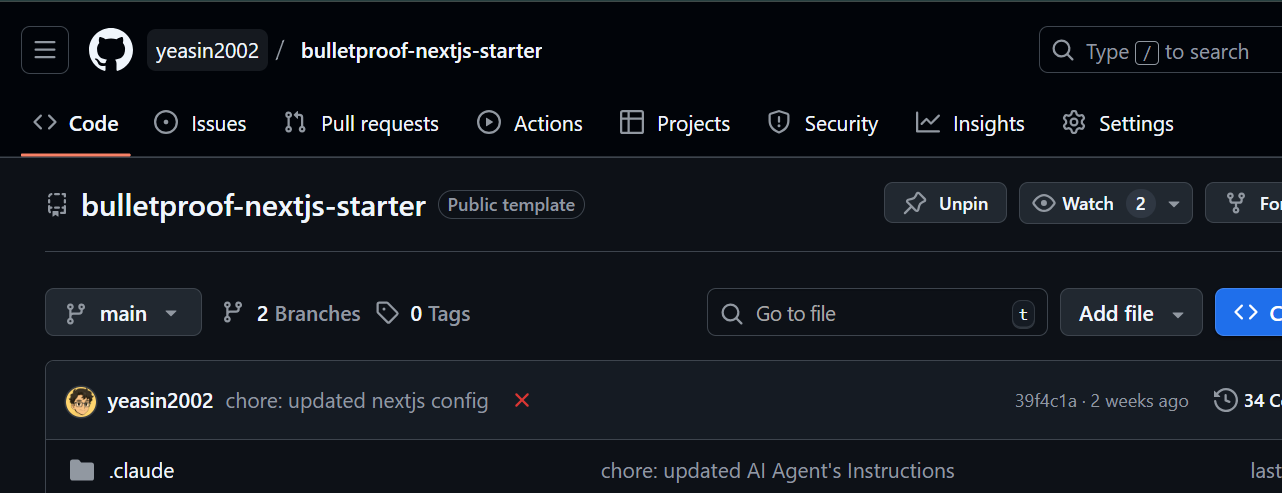 yeasin2002 / bulletproof-nextjs-starter Type / to search
Code Issues Pull requests Actions Projects Security Insights Settings
bulletproof-nextjs-starter Public template Unpin Watch 2 Fo
main 2 Branches 0 Tags Go to file t Add file C
yeasin2002 chore: updated nextjs config 39f4c1a · 2 weeks ago 34 C
.claude chore: updated AI Agent's Instructions last